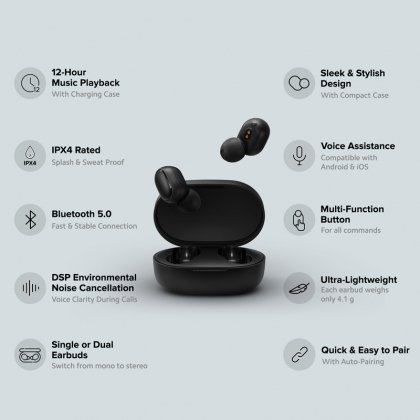 12-Hour
Music Playback
With Charging Case
12
IPX4 Rated
Splash & Sweat Proof
IPX4
Bluetooth 5.0
Fast & Stable Connection
DSP Environmental
Noise Cancellation
Voice Clarity During Calls
Single or Dual
Earbuds
Switch from mono to stereo
Sleek & Stylish
Design
With Compact Case
Voice Assistance
Compatible with
Android & iOS
Multi-Function
Button
For all commands
Ultra-Lightweight
Each earbud weighs
only 4.1 g
Quick & Easy to Pair
With Auto-Pairing